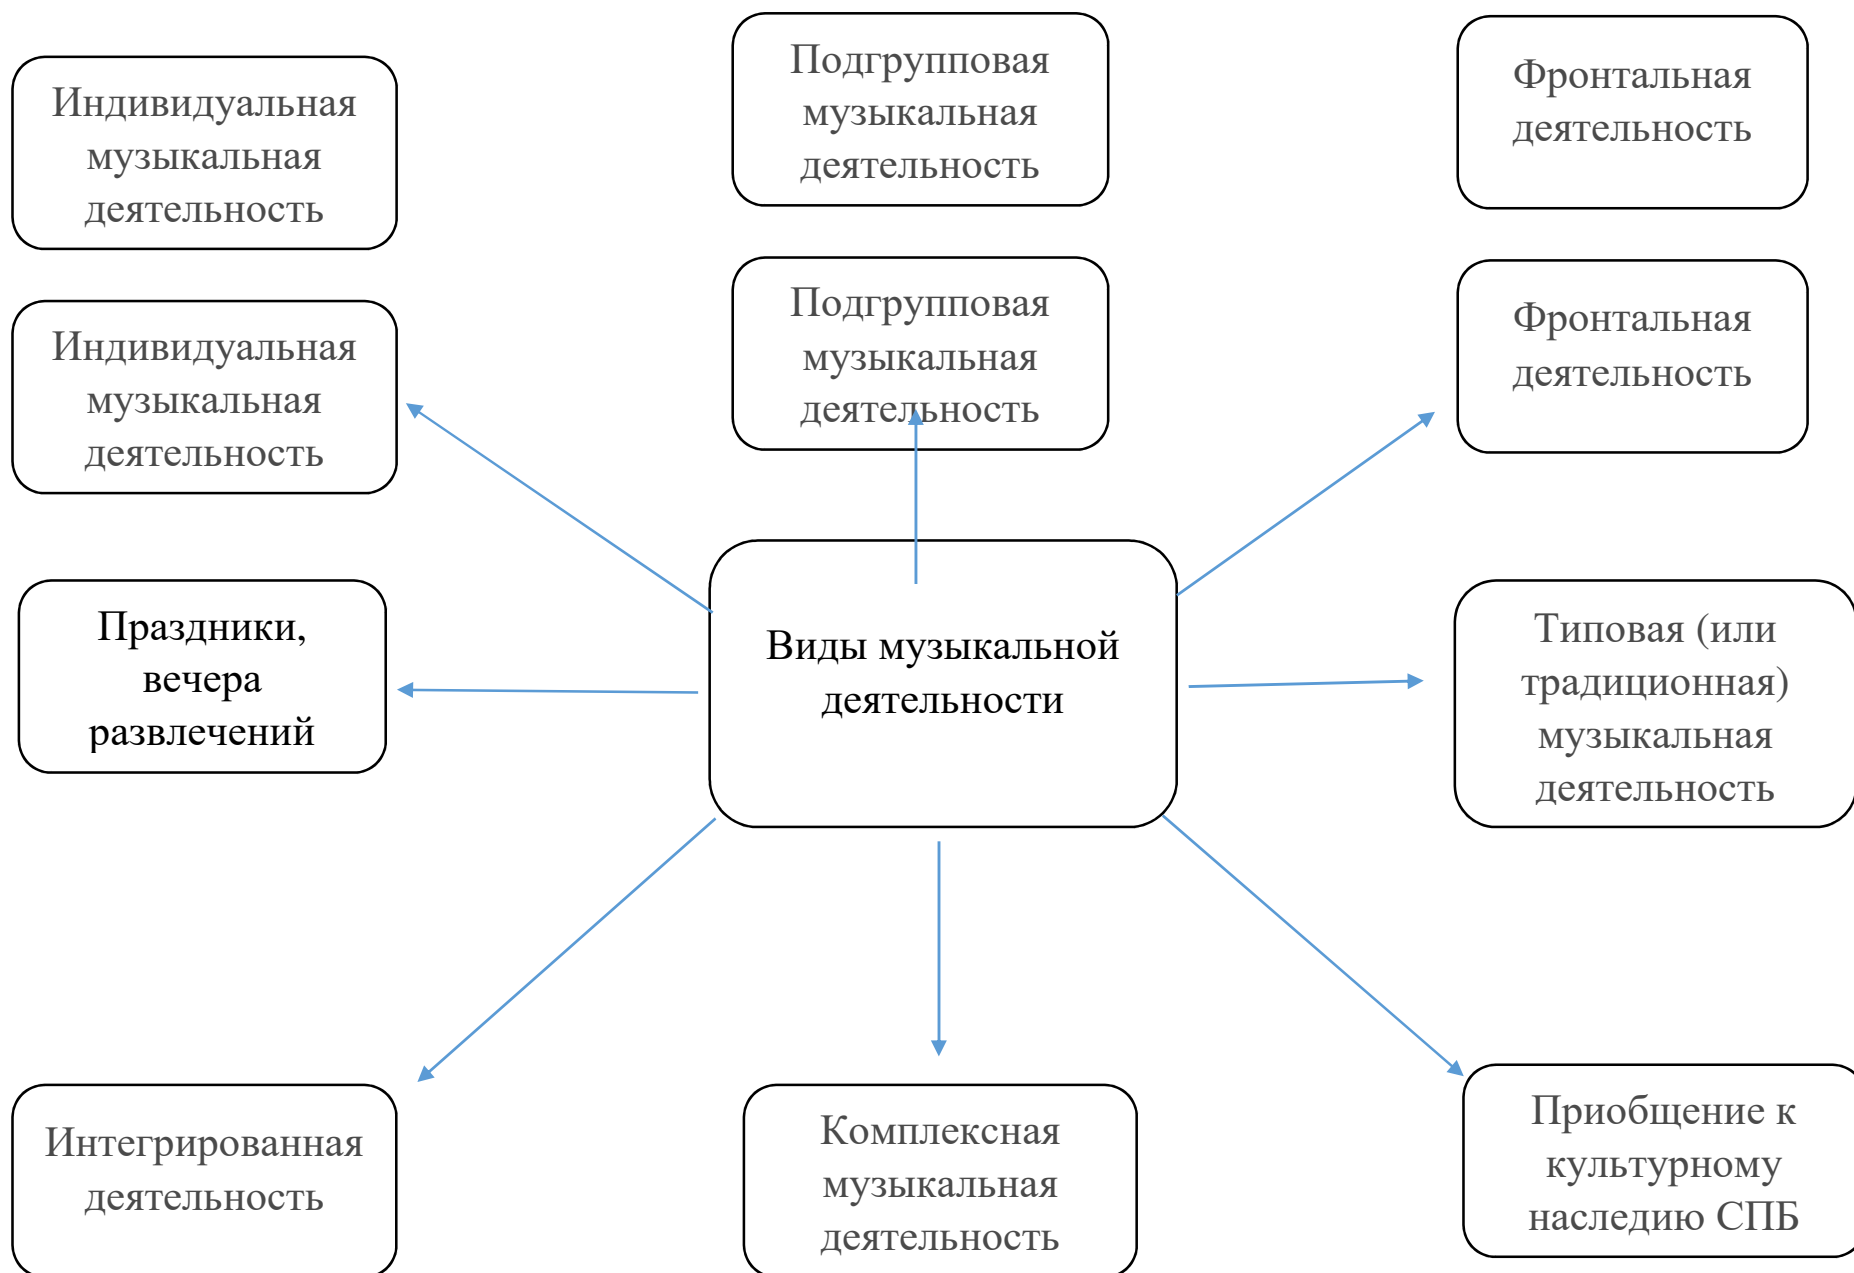 Индивидуальная
музыкальная
деятельность
Подгрупповая
музыкальная
деятельность
Фронтальная
деятельность
Индивидуальная
музыкальная
деятельность
Подгрупповая
музыкальная
деятельность
Фронтальная
деятельность
Праздники,
вечера
развлечений
Виды музыкальной
деятельности
Типовая (или
традиционная)
музыкальная
деятельность
Интегрированная
деятельность
Комплексная
музыкальная
деятельность
Приобщение к
культурному
наследию СПБ